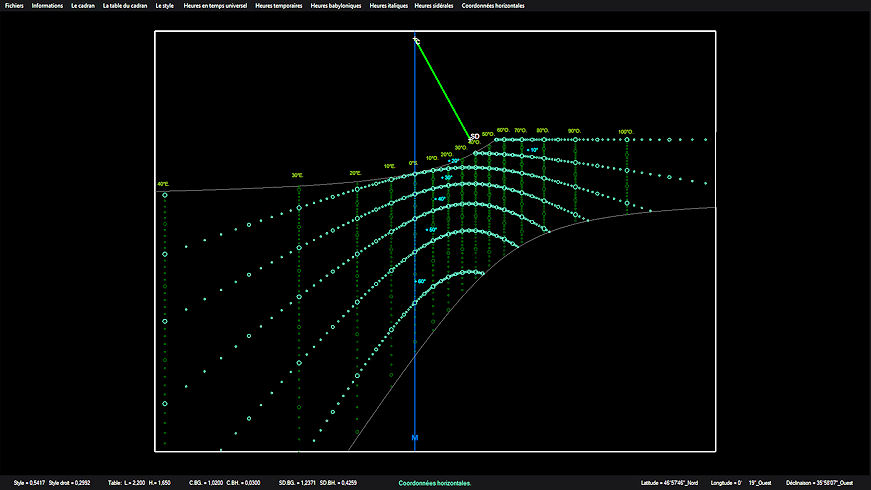 Fichiers Informations Le cadran La table du cadran Le style Heures en temps universel Heures temporaires Heures babyloniques Heures italiques Heures sidérales Coordonnées horizontales
C
SD
100°O.
90°O.
80°O.
70°O.
60°O.
50°O.
40°O.
30°O.
20°O.
10°O.
0°E.
10°E.
20°E.
30°E.
40°E.
+10°
+20°
+30°
+40°
+50°
+60°
M
Style = 0,5417 Style droit = 0,2992 Table: L = 2,200 H = 1,650 C.BG. = 1,0200 C.BH. = 0,0300 SD.BG. = 1,2371 SD.BH. = 0,4259 Coordonnées horizontales. Latitude = 46°57'46"_Nord Longitude = 0° 19"_Ouest Déclinaison = 35°58'07"_Ouest